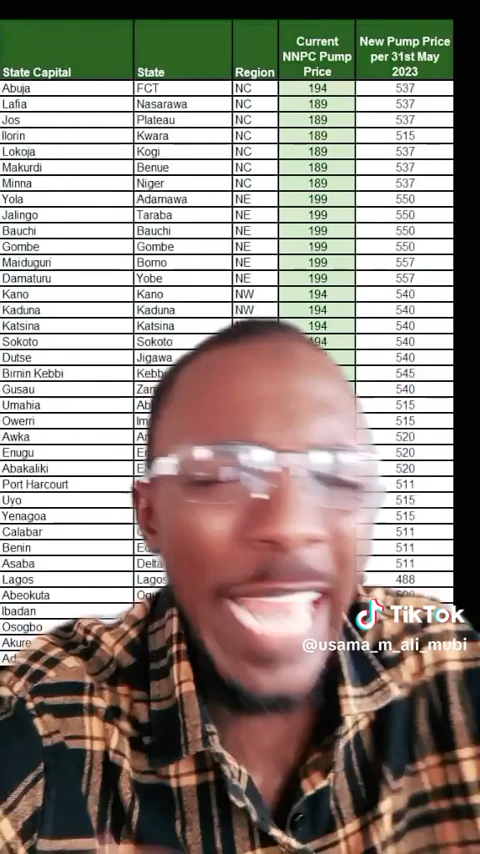 State Capital State Region Current NNPC Pump Price New Pump Price per 31st May 2023
Abuja FCT NC 194 537
Lafia Nasarawa NC 189 537
Jos Plateau NC 189 537
Ilorin Kwara NC 189 515
Lokoja Kogi NC 189 537
Makurdi Benue NC 189 537
Minna Niger NC 189 537
Yola Adamawa NE 199 550
Jalingo Taraba NE 199 550
Bauchi Bauchi NE 199 550
Gombe Gombe NE 199 550
Maiduguri Borno NE 199 557
Damaturu Yobe NE 199 557
Kano Kano NW 194 540
Kaduna Kaduna NW 194 540
Katsina Katsina 194 540
Sokoto Sokoto 194 540
Dutse Jigawa 540
Birnin Kebbi Kebb 545
Gusau Zar 540
Umahia Ab 515
Owerri Im 515
Awka 520
Enugu 520
Abakaliki 520
Port Harcourt 511
Uyo 515
Yenagoa 515
Calabar 511
Benin 511
Asaba Delta 511
Lagos Lagos 488
Abeokuta 500
Ibadan
Osogbo
Akure
Ad
TikTok
@usama_m_ali_mubi